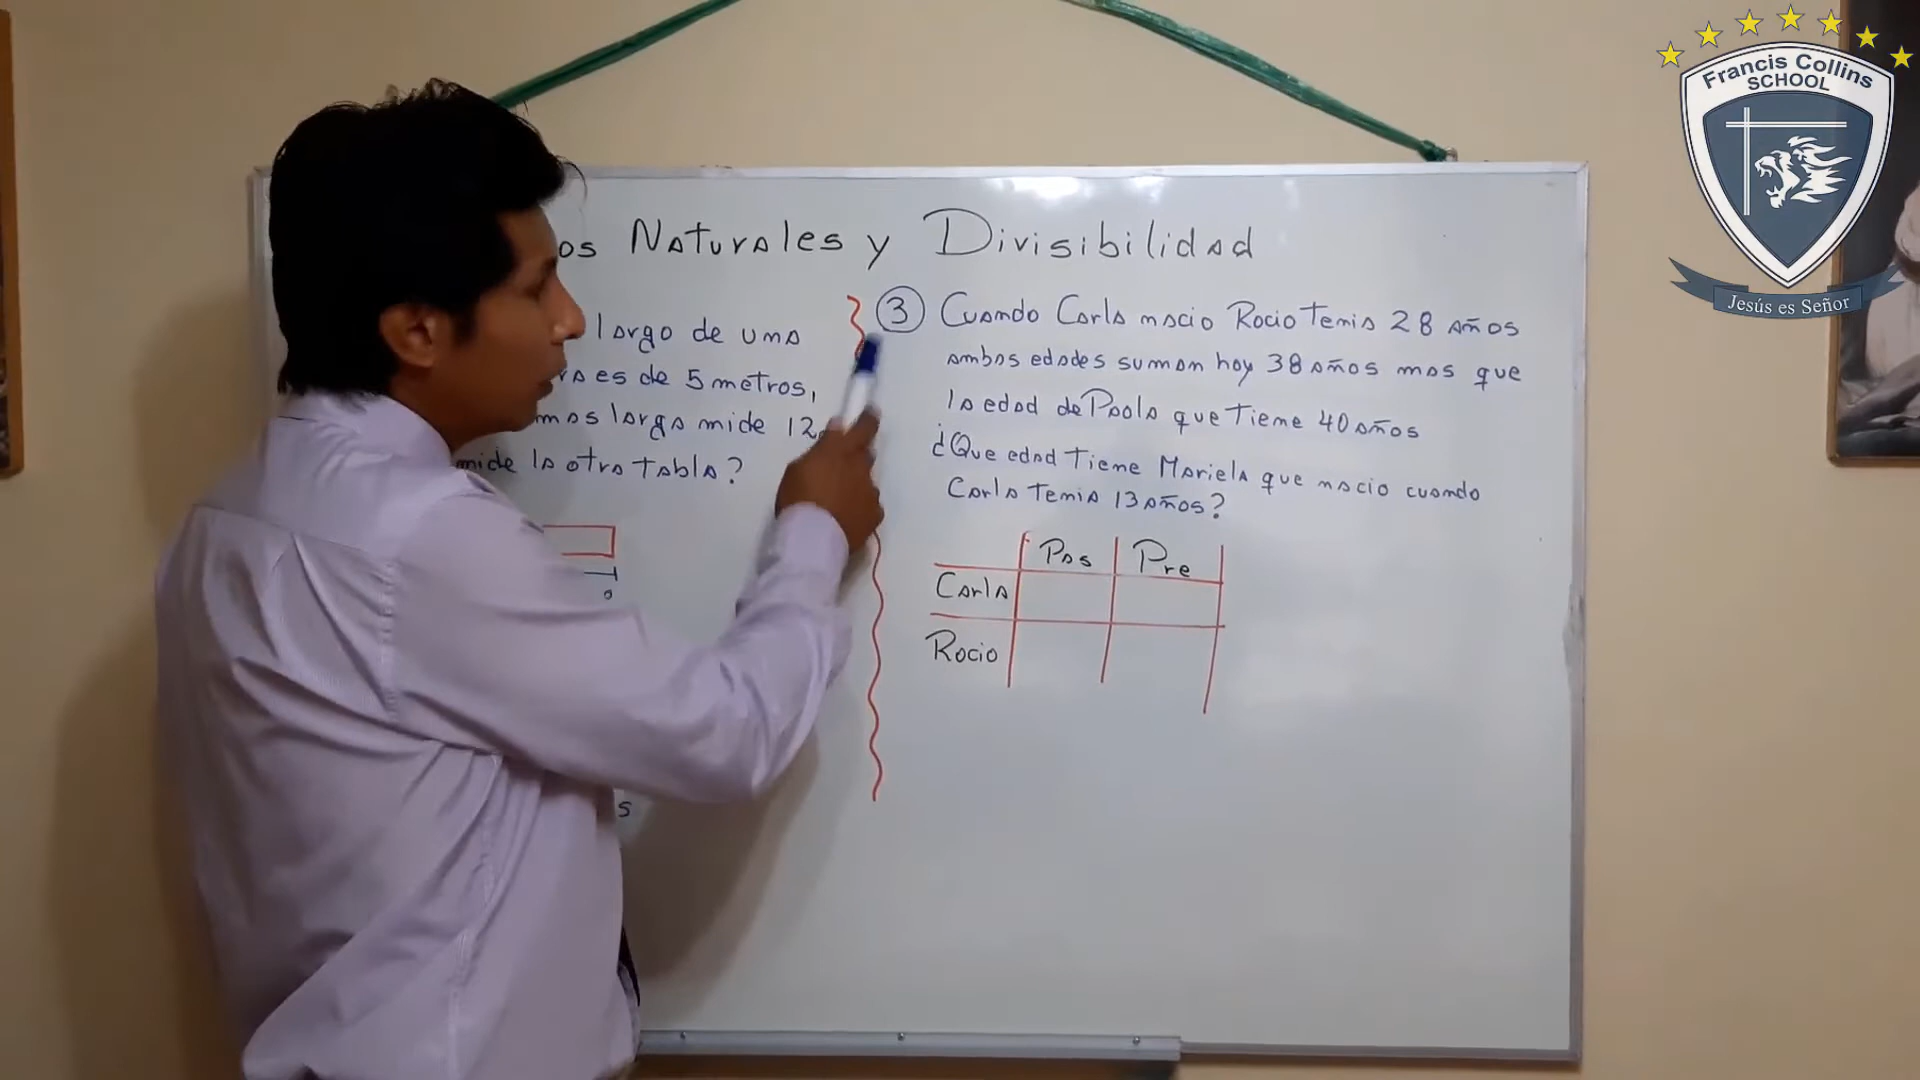 Francis Collins
SCHOOL
Jesús es Señor
os Naturales y Divisibilidad
largo de una
es de 5 metros,
mas larga mide 12
mide la otra tabla?
0
s
3 Cuando Carla nacio Rocio Tenia 28 años
ambas edades suman hoy 38 años mas que
la edad de Paola que Tiene 40 años
¿Que edad Tiene Mariela que nacio cuando
Carla Tenia 13 años?
Pas Pre
Carla
Rocio